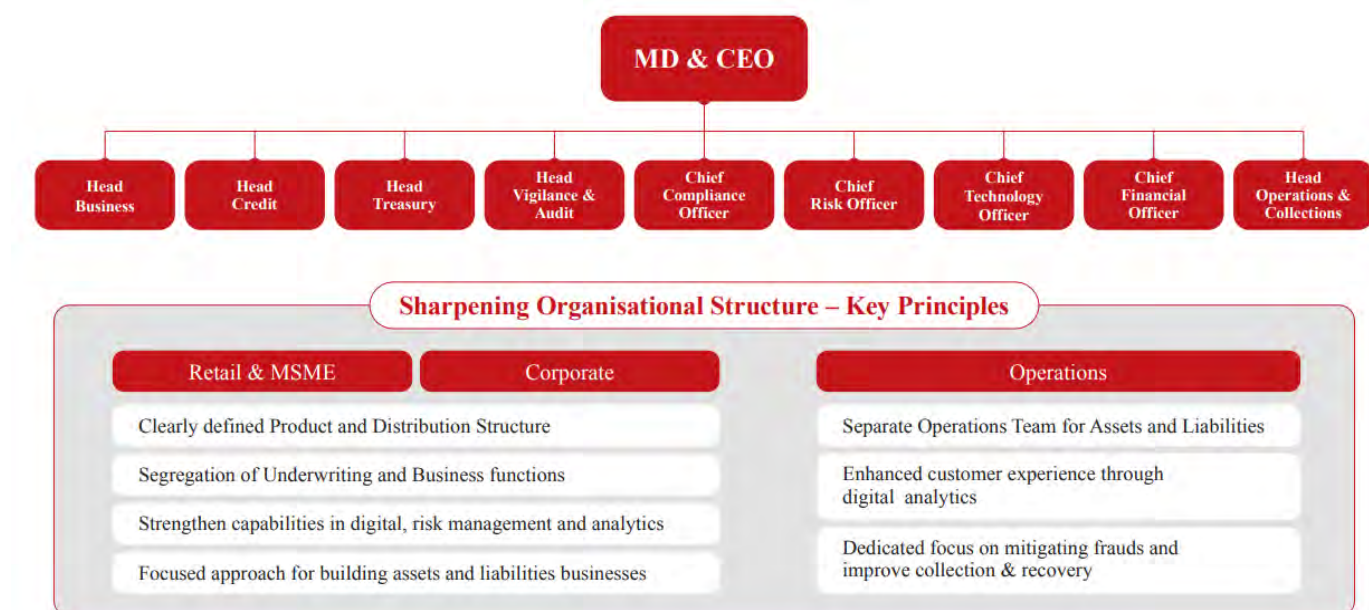 MD & CEO
Head
Business
Head
Credit
Head
Treasury
Head
Vigilance &
Audit
Chief
Compliance
Officer
Chief
Risk Officer
Chief
Technology
Officer
Chief
Financial
Officer
Head
Operations &
Collections
Sharpening Organisational Structure – Key Principles
Retail & MSME
Corporate
Clearly defined Product and Distribution Structure
Segregation of Underwriting and Business functions
Strengthen capabilities in digital, risk management and analytics
Focused approach for building assets and liabilities businesses
Operations
Separate Operations Team for Assets and Liabilities
Enhanced customer experience through
digital analytics
Dedicated focus on mitigating frauds and
improve collection & recovery